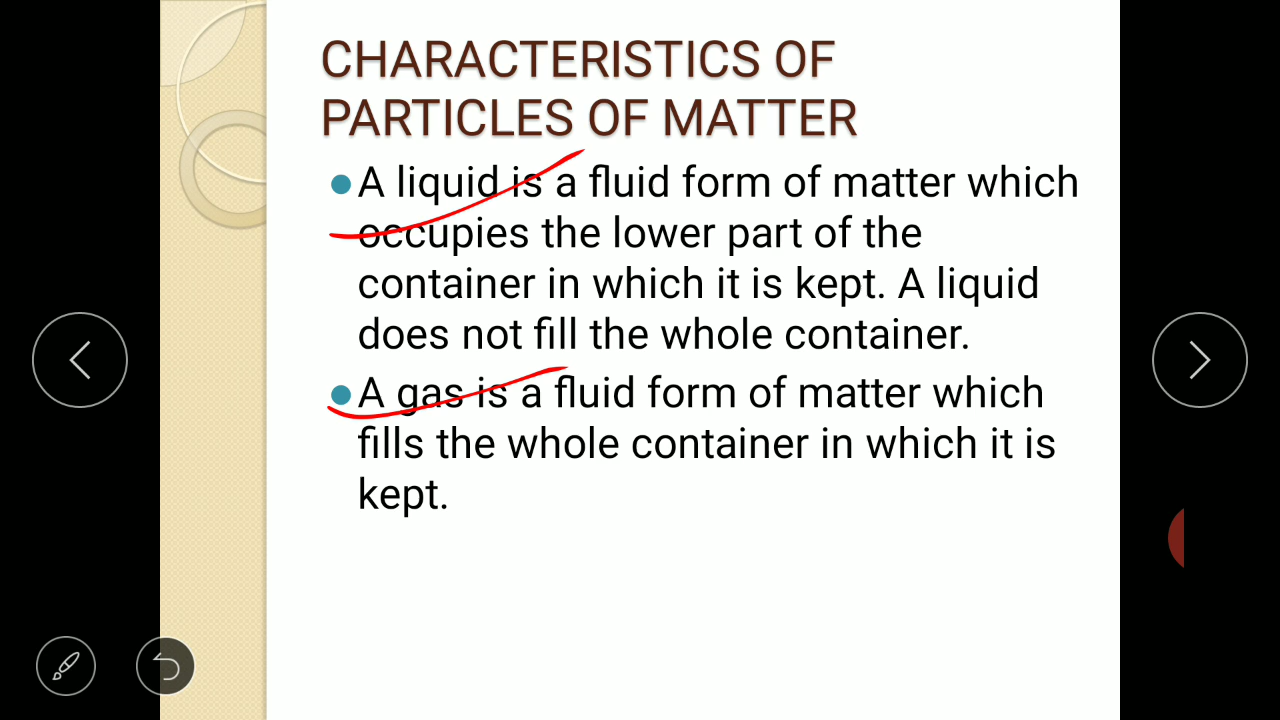 CHARACTERISTICS OF
PARTICLES OF MATTER
A liquid is a fluid form of matter which
occupies the lower part of the
container in which it is kept. A liquid
does not fill the whole container.
A gas is a fluid form of matter which
fills the whole container in which it is
kept.